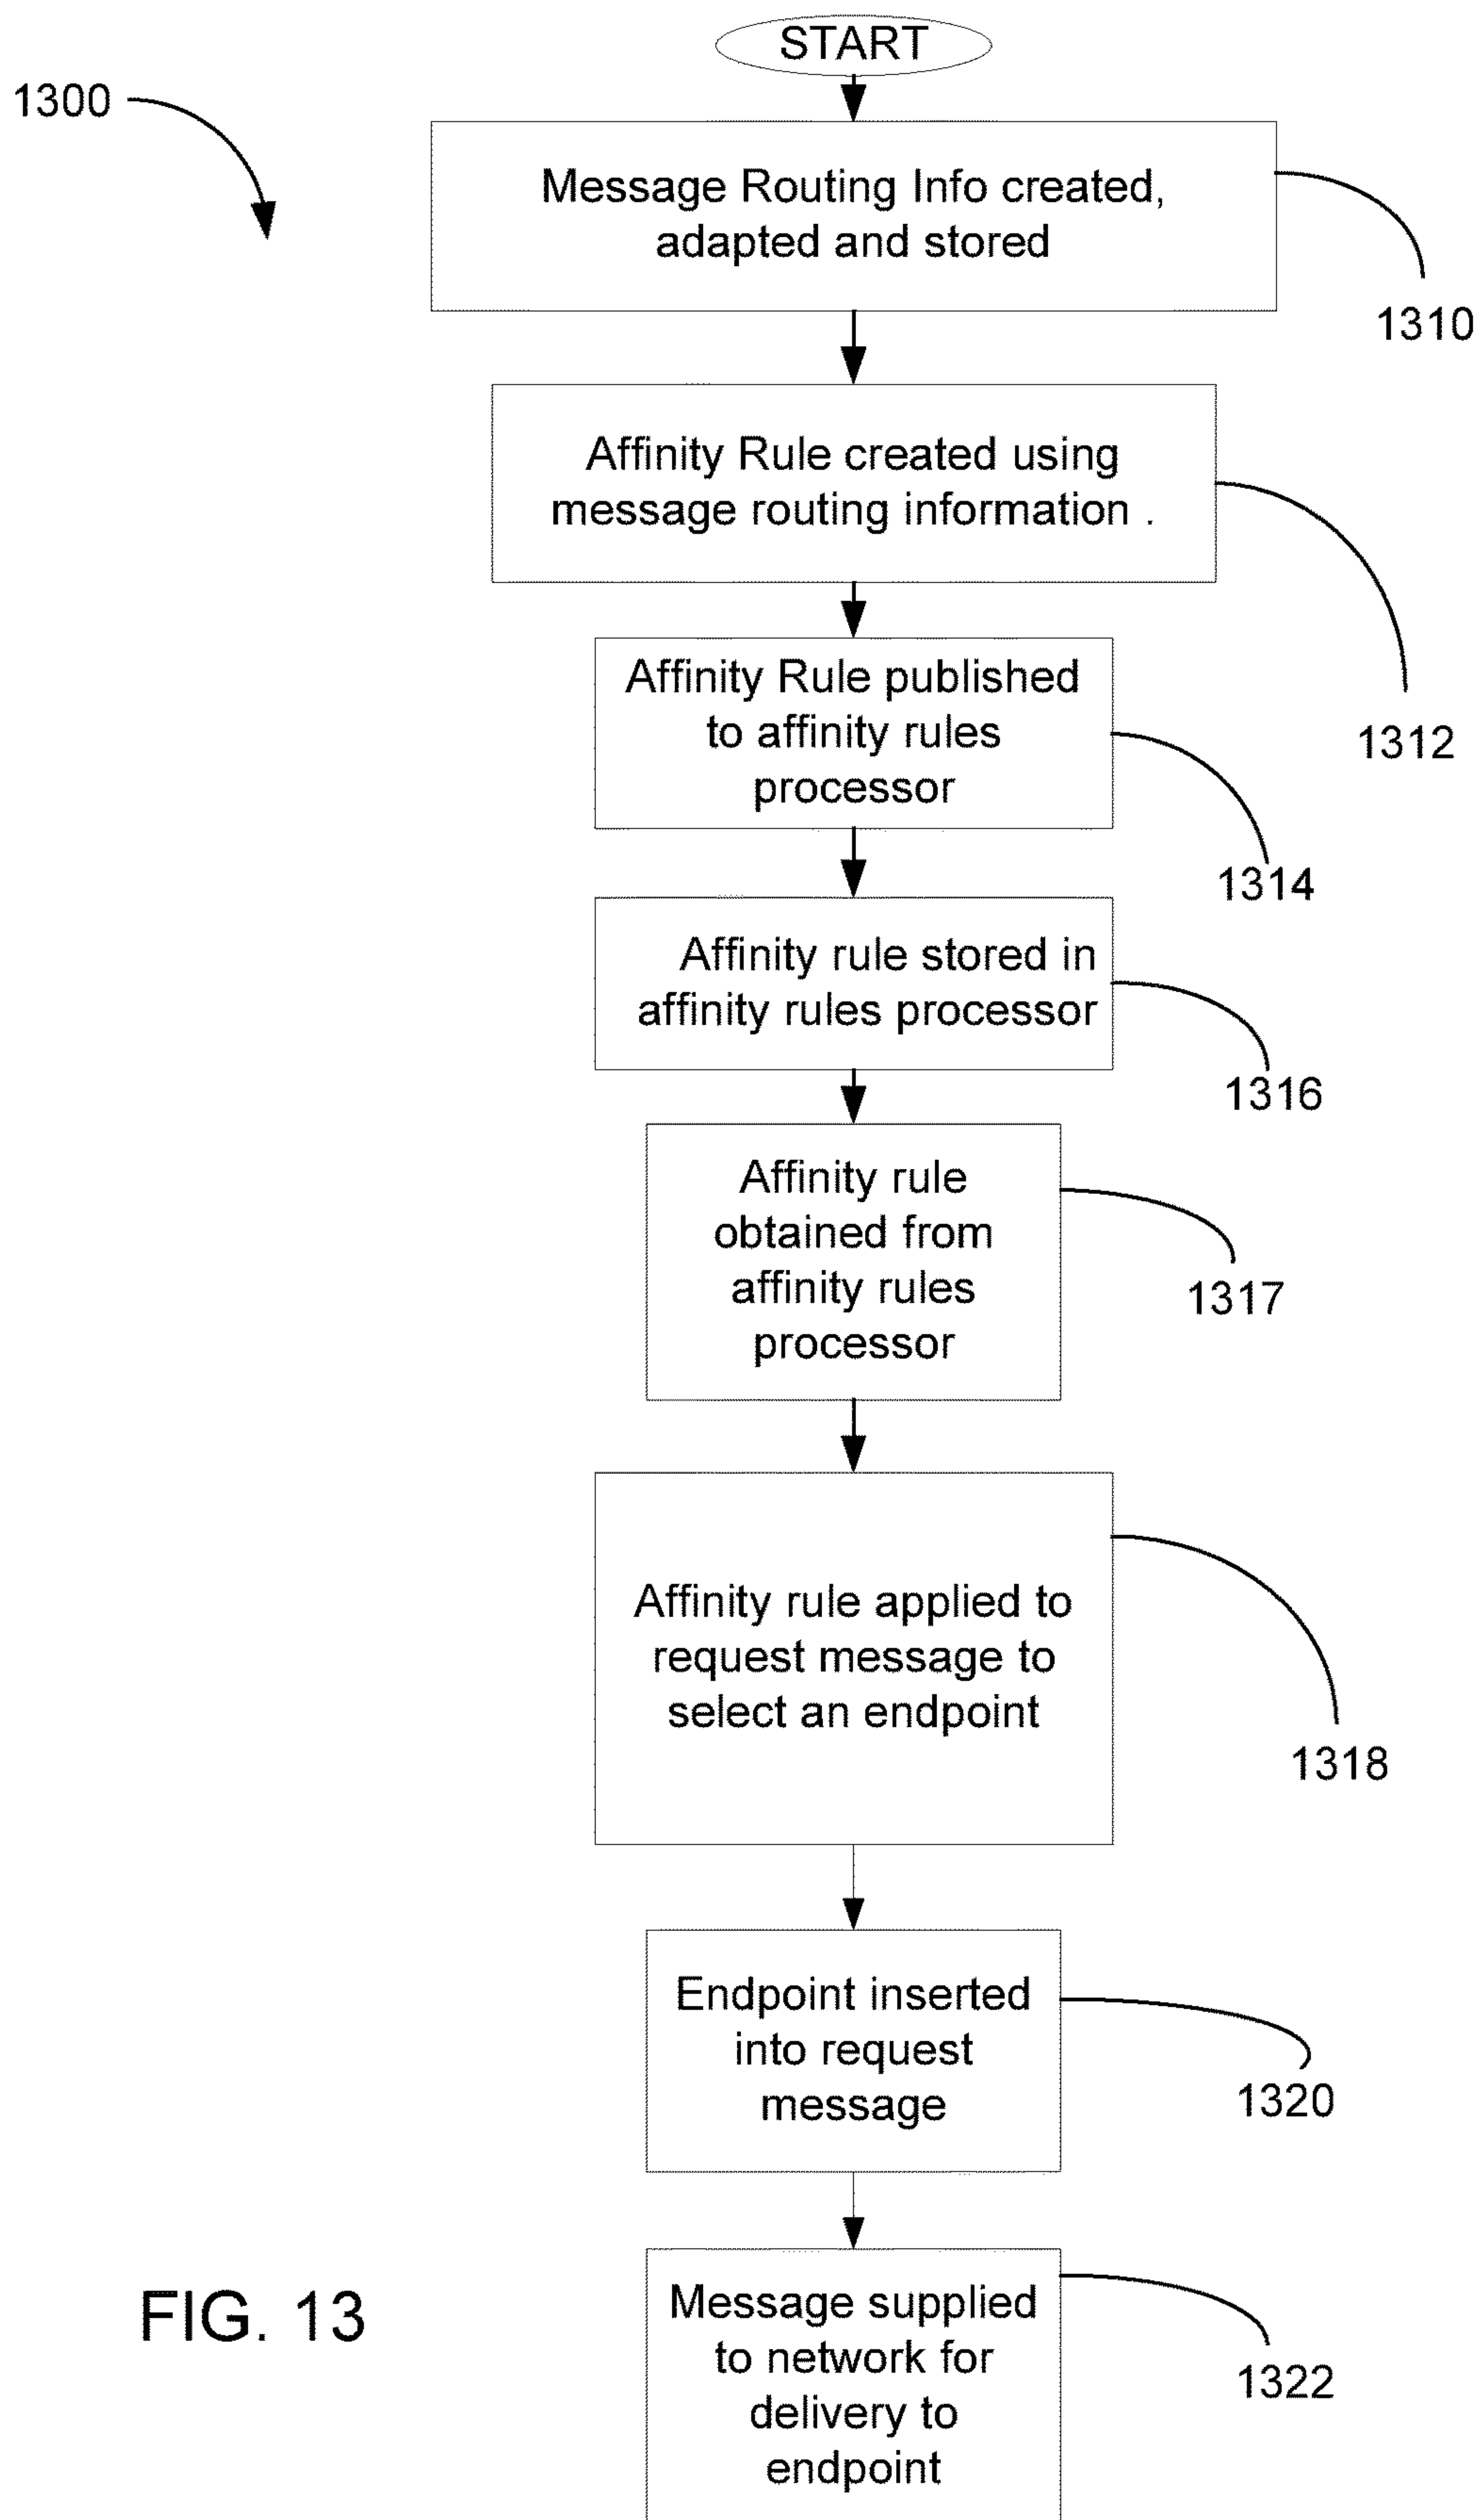 START
1300
Message Routing Info created,
adapted and stored
1310
Affinity Rule created using
message routing information .
1312
Affinity Rule published
to affinity rules
processor
1314
Affinity rule stored in
affinity rules processor
1316
Affinity rule
obtained from
affinity rules
processor
1317
Affinity rule applied to
request message to
select an endpoint
1318
Endpoint inserted
into request
message
1320
Message supplied
to network for
delivery to
endpoint
1322
FIG. 13